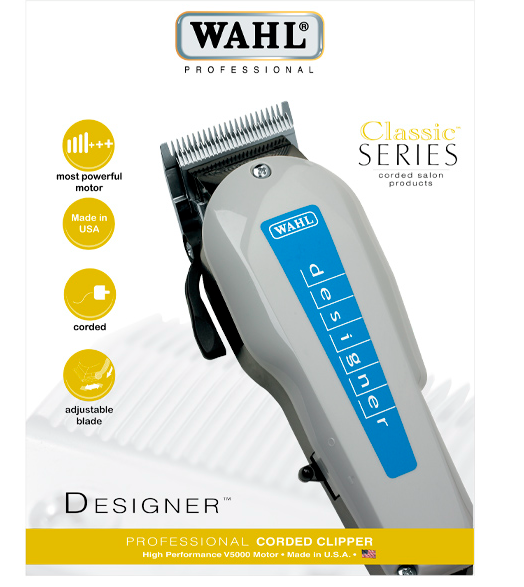 WAHL®
PROFESSIONAL
Classic™
SERIES
corded salon
products
+++
most powerful
motor
Made in
USA
corded
adjustable
blade
WAHL
designer
DESIGNER™
PROFESSIONAL CORDED CLIPPER
High Performance V5000 Motor • Made In U.S.A. •